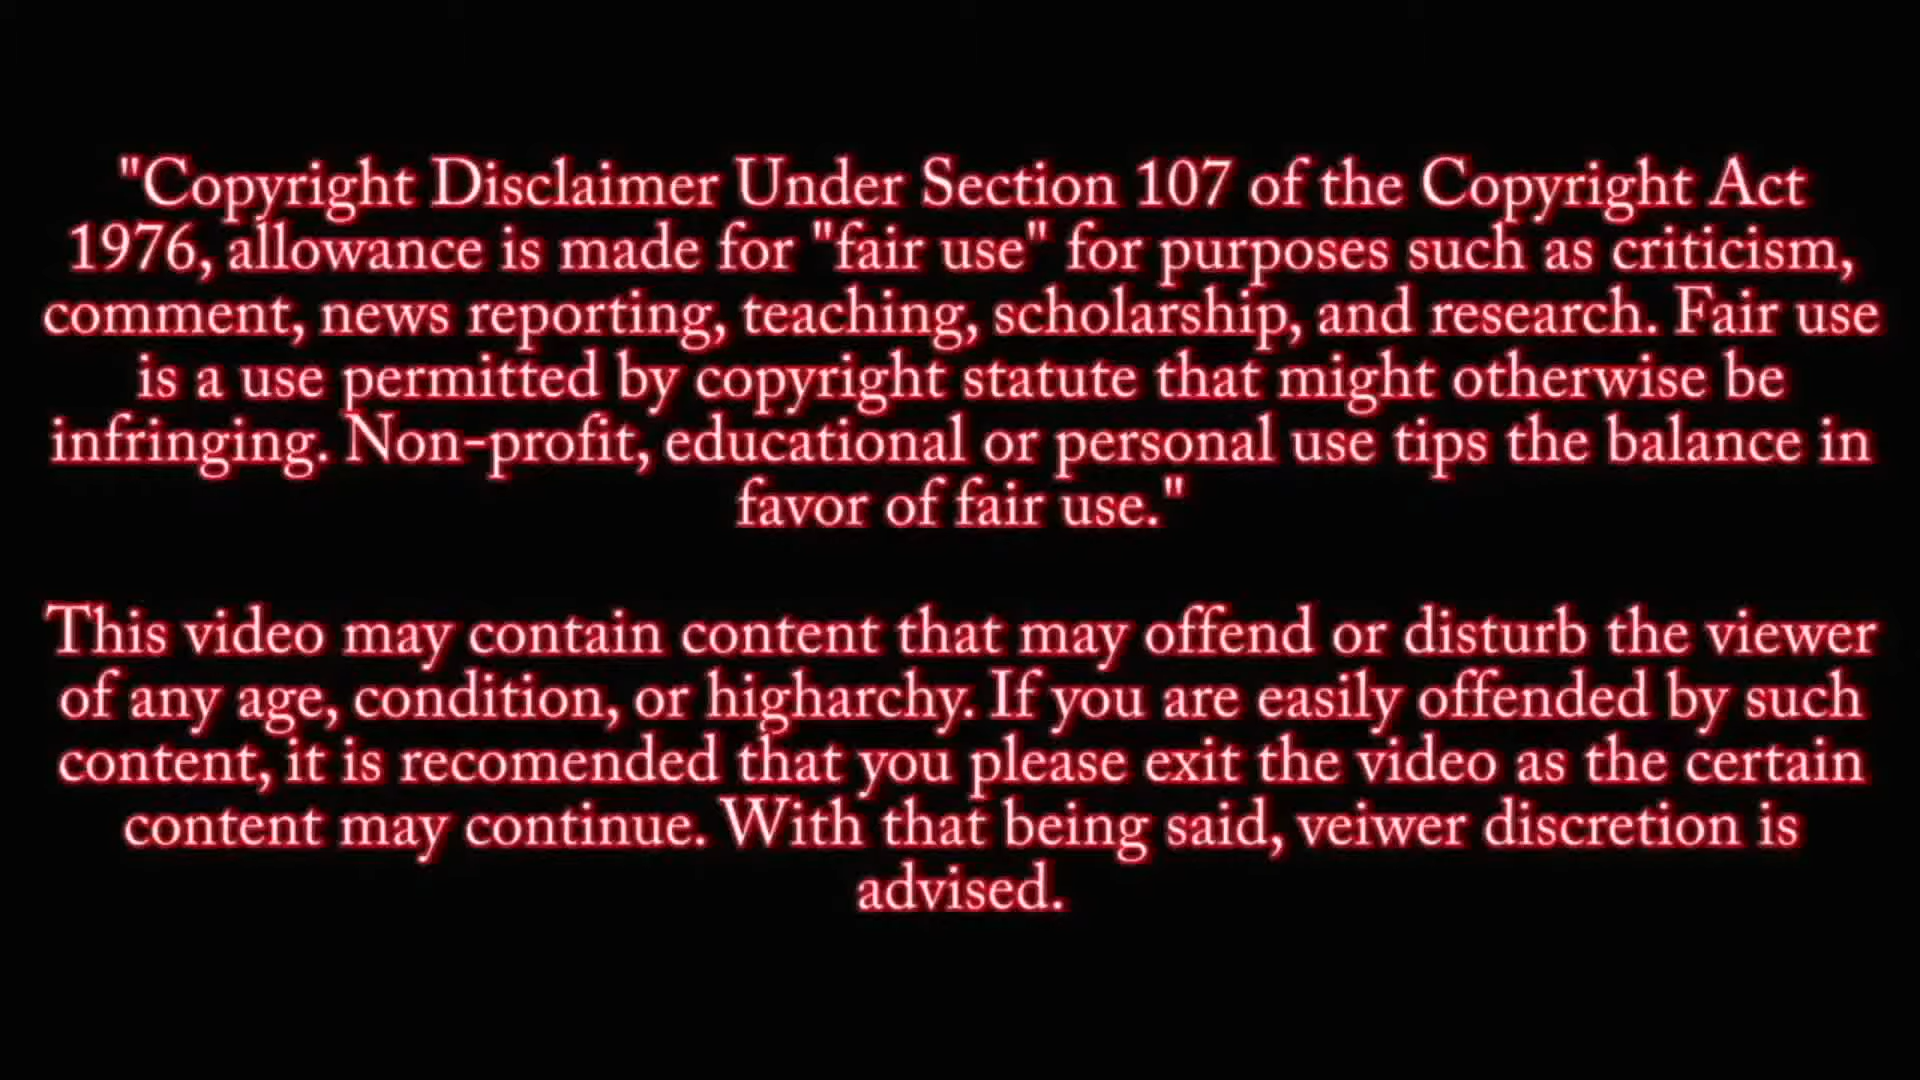 "Copyright Disclaimer Under Section 107 of the Copyright Act
1976, allowance is made for "fair use" for purposes such as criticism,
comment, news reporting, teaching, scholarship, and research. Fair use
is a use permitted by copyright statute that might otherwise be
infringing. Non-profit, educational or personal use tips the balance in
favor of fair use."
This video may contain content that may offend or disturb the viewer
of any age, condition, or higharchy. If you are easily offended by such
content, it is recomended that you please exit the video as the certain
content may continue. With that being said, veiwer discretion is
advised.